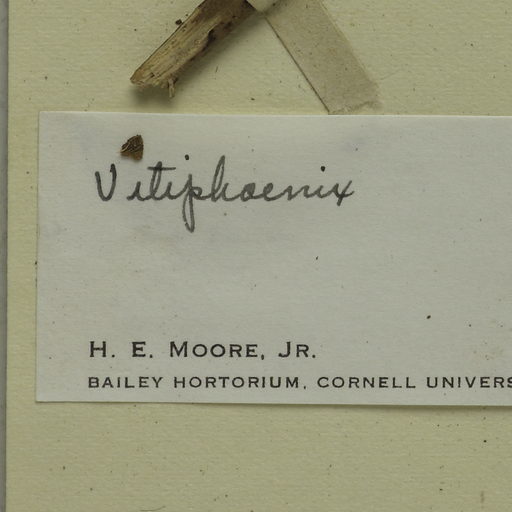 Vitiphoenix
H. E. MOORE, JR.
BAILEY HORTORIUM, CORNELL UNIVERS